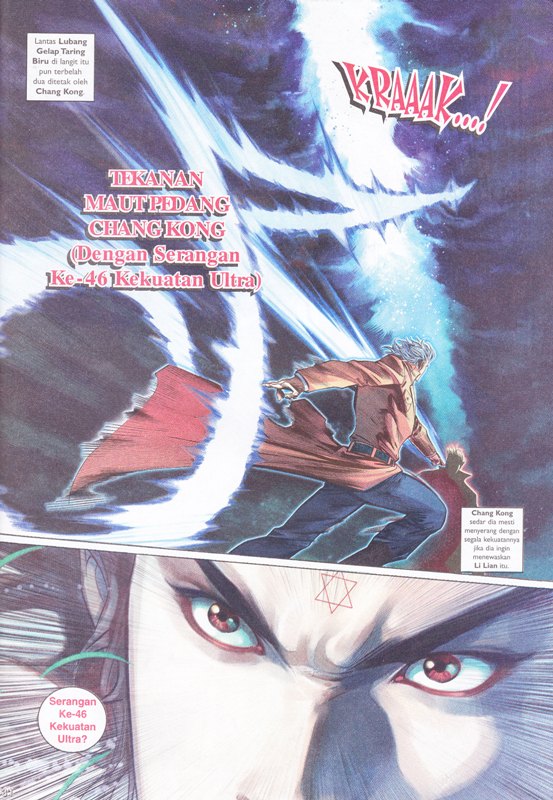 Lantas Lubang
Gelap Taring
Biru di langit itu
pun terbelah
dua ditetak oleh
Chang Kong.
KRAAAK....!
TEKANAN
MAUT PEDANG
CHANG KONG
(Dengan Serangan
Ke-46 Kekuatan Ultra)
Chang Kong
sedar dia mesti
menyerang dengan
segala kekuatannya
jika dia ingin
menewaskan
Li Lian itu.
Serangan
Ke-46
Kekuatan
Ultra?